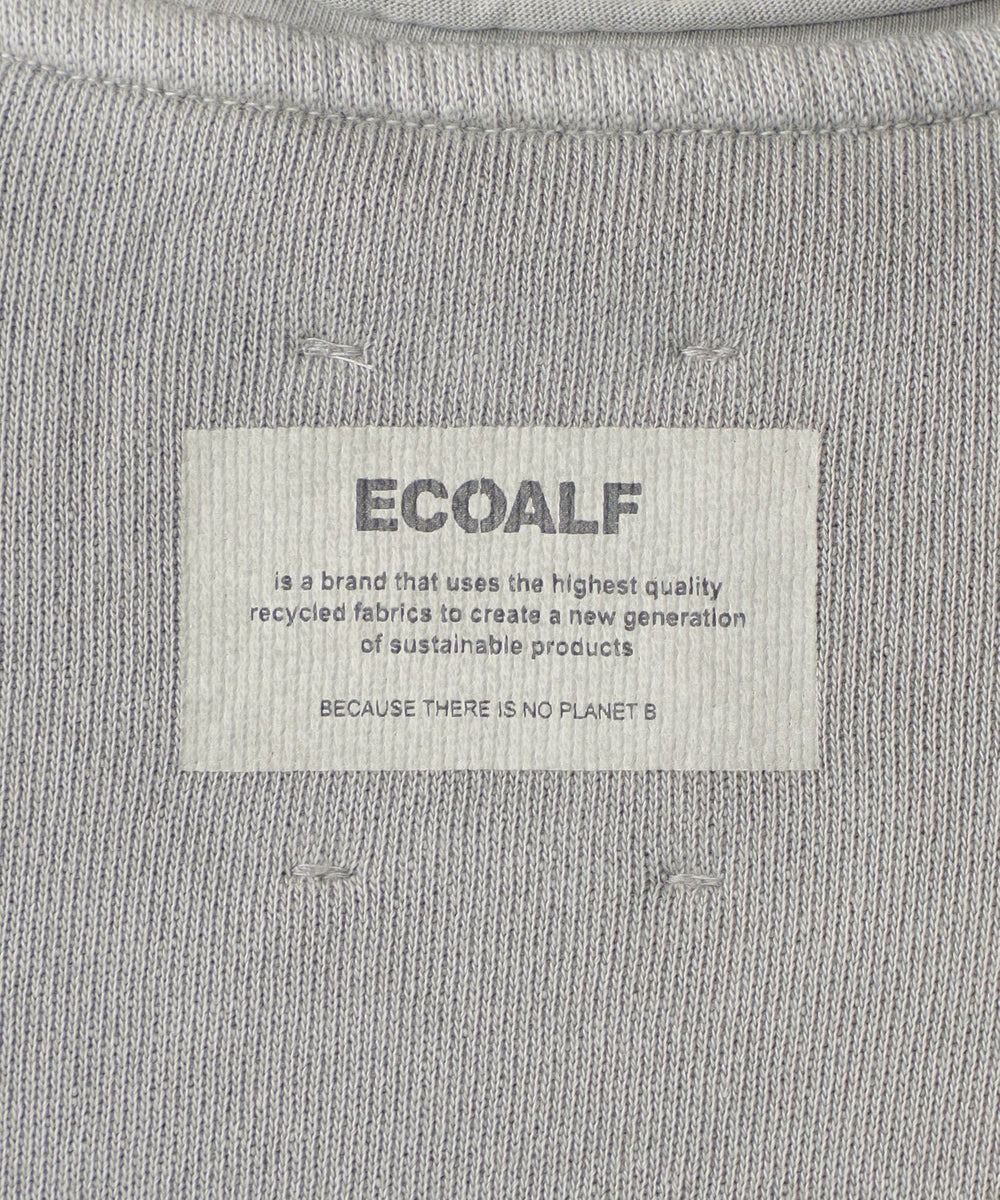 ECOALF
is a brand that uses the highest quality
recycled fabrics to create a new generation
of sustainable products
BECAUSE THERE IS NO PLANET B